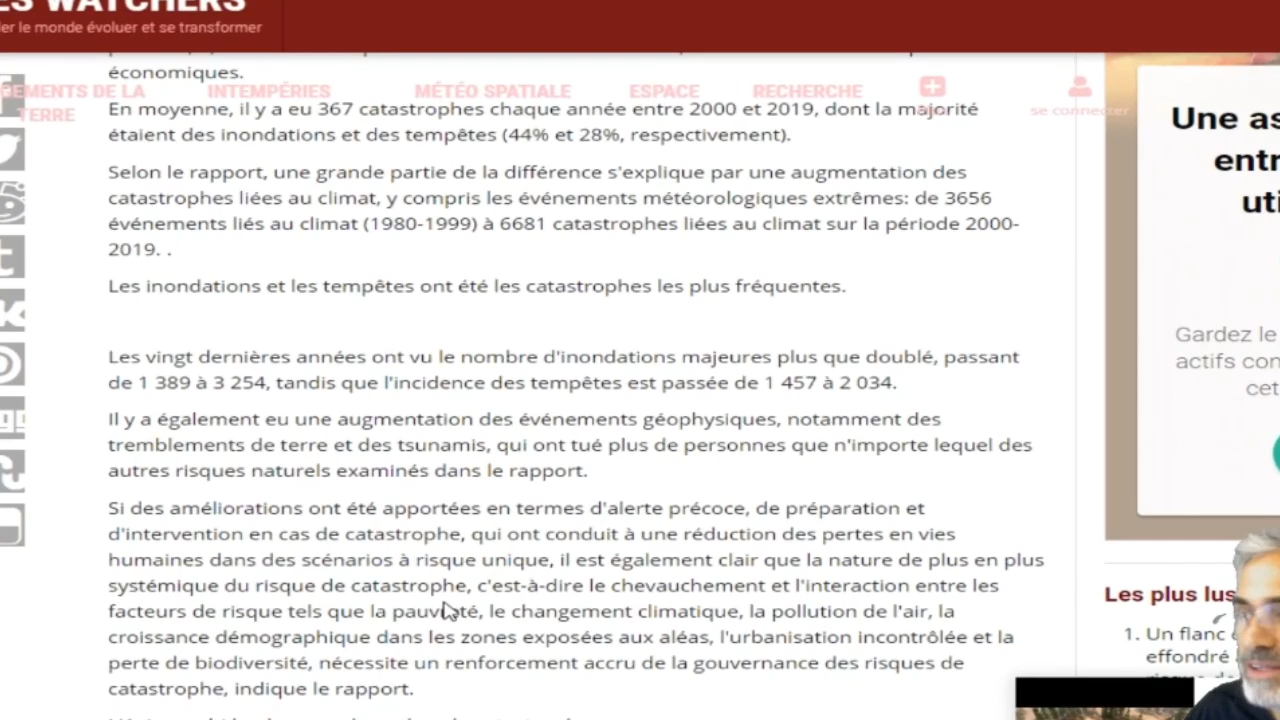 ES WATCHERS
der le monde évoluer et se transformer
économiques.
EMENTS DE LA TERRE
INTEMPÉRIES
MÉTÉO SPATIALE
ESPACE
RECHERCHE
se connecter
En moyenne, il y a eu 367 catastrophes chaque année entre 2000 et 2019, dont la majorité
étaient des inondations et des tempêtes (44% et 28%, respectivement).
Selon le rapport, une grande partie de la différence s'explique par une augmentation des
catastrophes liées au climat, y compris les événements météorologiques extrêmes: de 3656
événements liés au climat (1980-1999) à 6681 catastrophes liées au climat sur la période 2000-
2019. .
Les inondations et les tempêtes ont été les catastrophes les plus fréquentes.
Les vingt dernières années ont vu le nombre d'inondations majeures plus que doublé, passant
de 1 389 à 3 254, tandis que l'incidence des tempêtes est passée de 1 457 à 2 034.
Il y a également eu une augmentation des événements géophysiques, notamment des
tremblements de terre et des tsunamis, qui ont tué plus de personnes que n'importe lequel des
autres risques naturels examinés dans le rapport.
Si des améliorations ont été apportées en termes d'alerte précoce, de préparation et
d'intervention en cas de catastrophe, qui ont conduit à une réduction des pertes en vies
humaines dans des scénarios à risque unique, il est également clair que la nature de plus en plus
systémique du risque de catastrophe, c'est-à-dire le chevauchement et l'interaction entre les
facteurs de risque tels que la pauvreté, le changement climatique, la pollution de l'air, la
croissance démographique dans les zones exposées aux aléas, l'urbanisation incontrôlée et la
perte de biodiversité, nécessite un renforcement accru de la gouvernance des risques de
catastrophe, indique le rapport.
Une as
entr
uti
Gardez le
actifs con
cet
Les plus lus
1. Un flanc
effondré